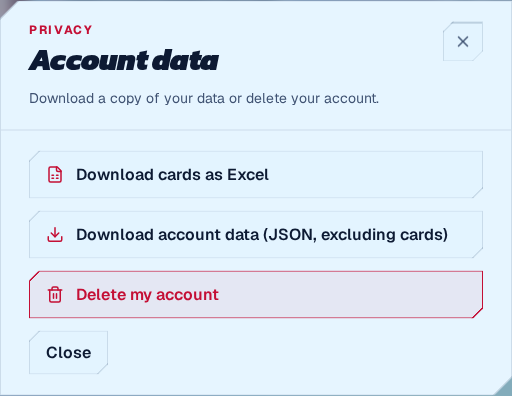 PRIVACY
Account data
Download a copy of your data or delete your account.
Download cards as Excel
Download account data (JSON, excluding cards)
Delete my account
Close